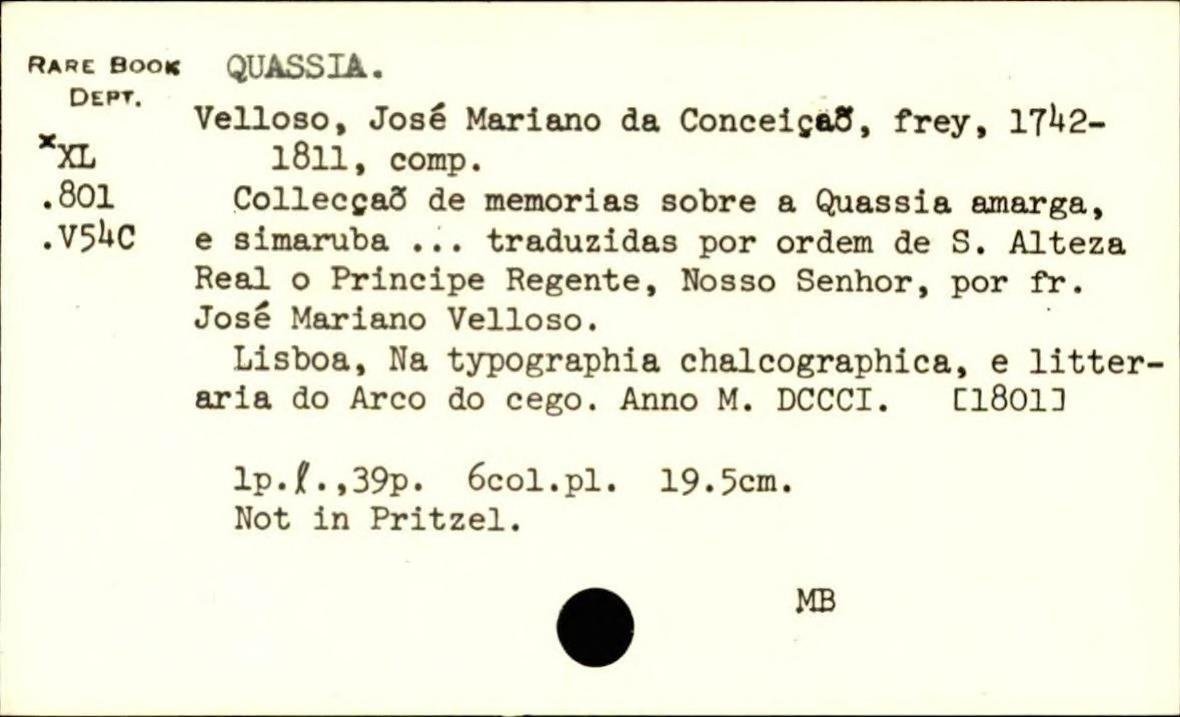 RARE BOOK QUASSIA.
DEPT.
Velloso, José Mariano da Conceiçaõ, frey, 1742-
xXL 1811, comp.
.801 Collecçaõ de memorias sobre a Quassia amarga,
.V54C e simaruba ... traduzidas por ordem de S. Alteza
Real o Principe Regente, Nosso Senhor, por fr.
José Mariano Velloso.
Lisboa, Na typographia chalcographica, e litter-
aria do Arco do cego. Anno M. DCCCI. [1801]
1p.ℓ.,39p. 6col.pl. 19.5cm.
Not in Pritzel.
MB